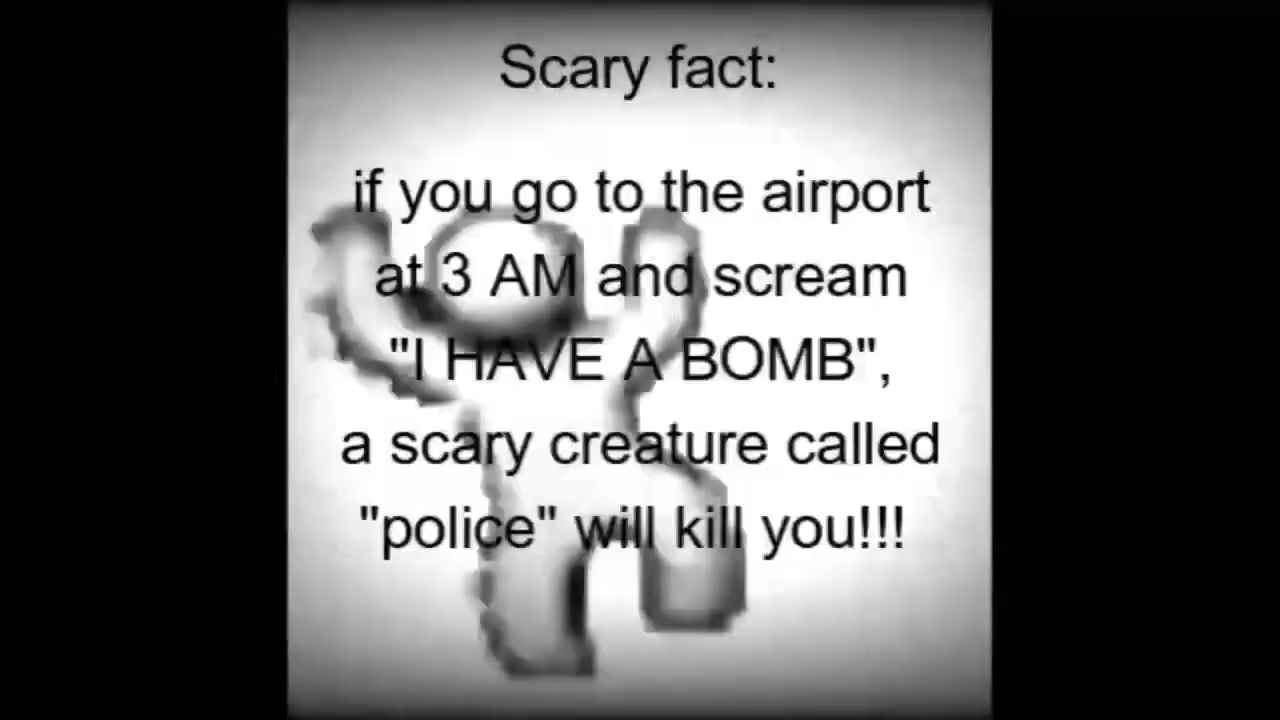 Scary fact:
if you go to the airport
at 3 AM and scream
"I HAVE A BOMB",
a scary creature called
"police" will kill you!!!